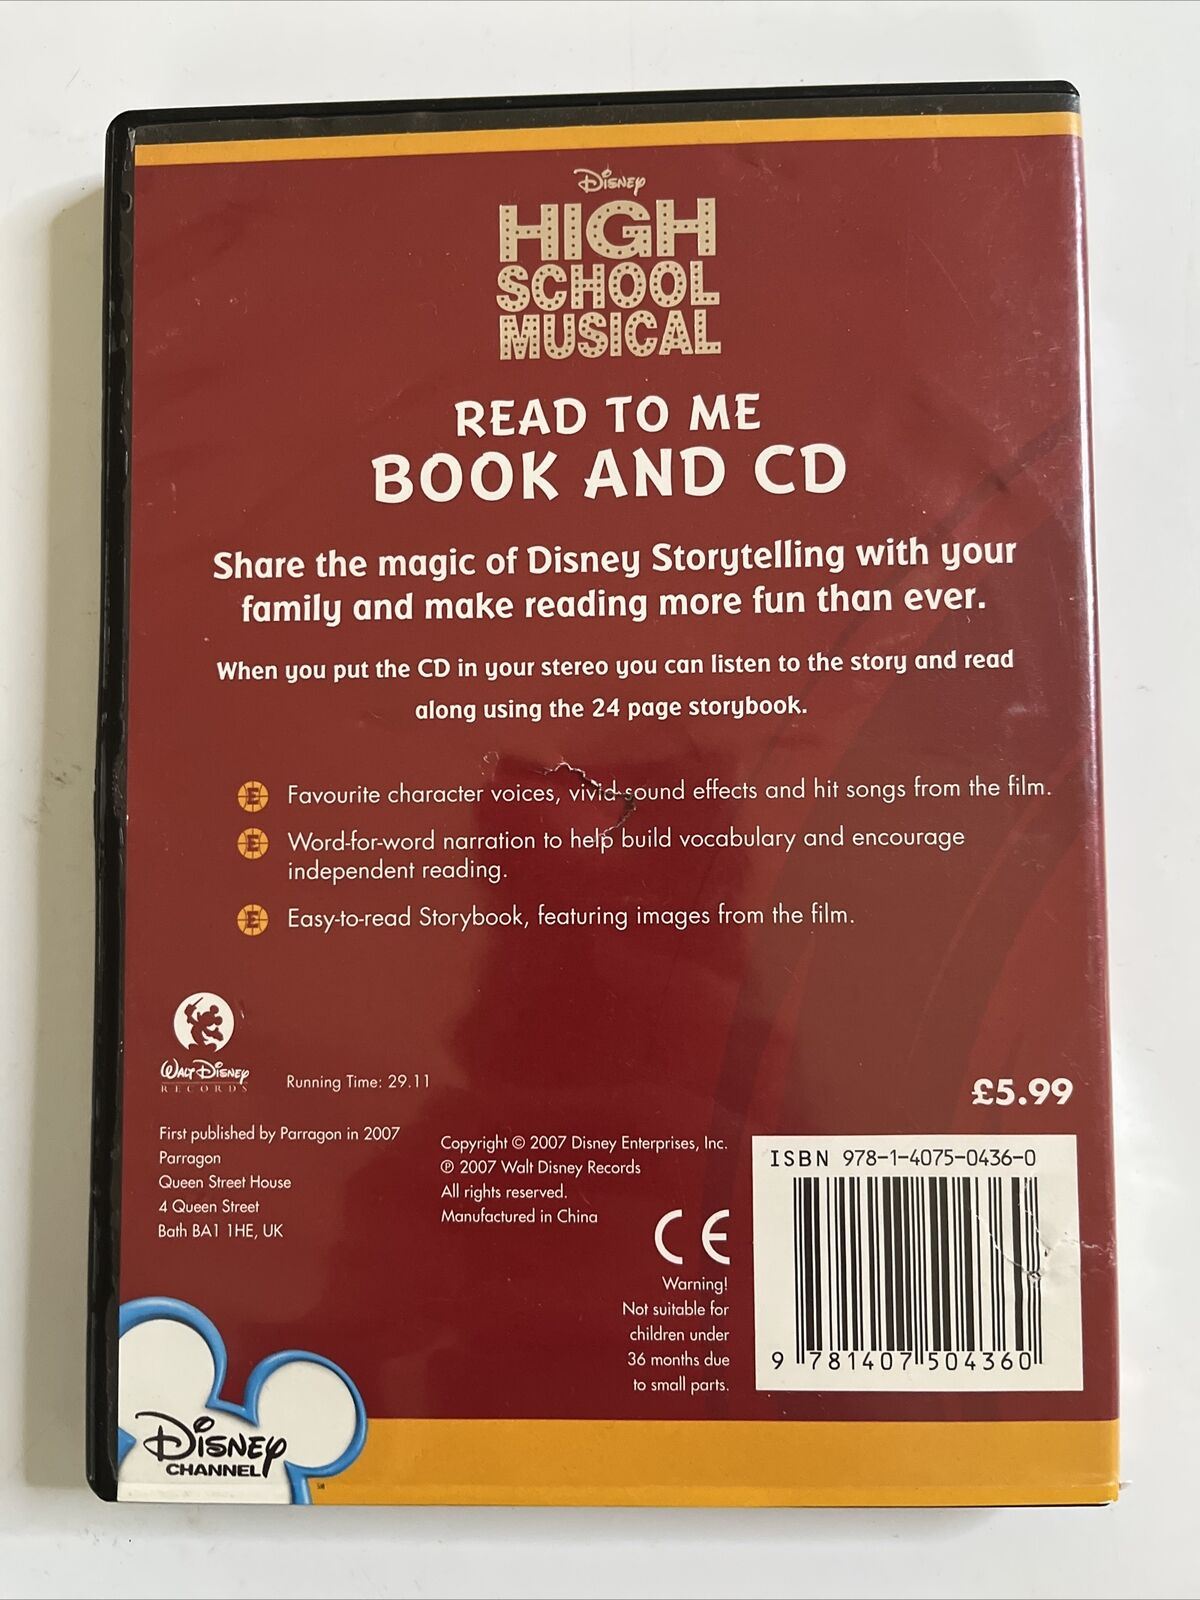 Disney
HIGH
SCHOOL
MUSICAL
READ TO ME
BOOK AND CD
Share the magic of Disney Storytelling with your
family and make reading more fun than ever.
When you put the CD in your stereo you can listen to the story and read
along using the 24 page storybook.
E Favourite character voices, vivid sound effects and hit songs from the film.
E Word-for-word narration to help build vocabulary and encourage
independent reading.
E Easy-to-read Storybook, featuring images from the film.
WALT DISNEY
RECORDS
Running Time: 29.11
£5.99
First published by Parragon in 2007
Parragon
Queen Street House
4 Queen Street
Bath BA1 1HE, UK
Copyright © 2007 Disney Enterprises, Inc.
℗ 2007 Walt Disney Records
All rights reserved.
Manufactured in China
CE
Warning!
Not suitable for
children under
36 months due
to small parts.
ISBN 978-1-4075-0436-0
9 781407 504360
Disney
CHANNEL
SM